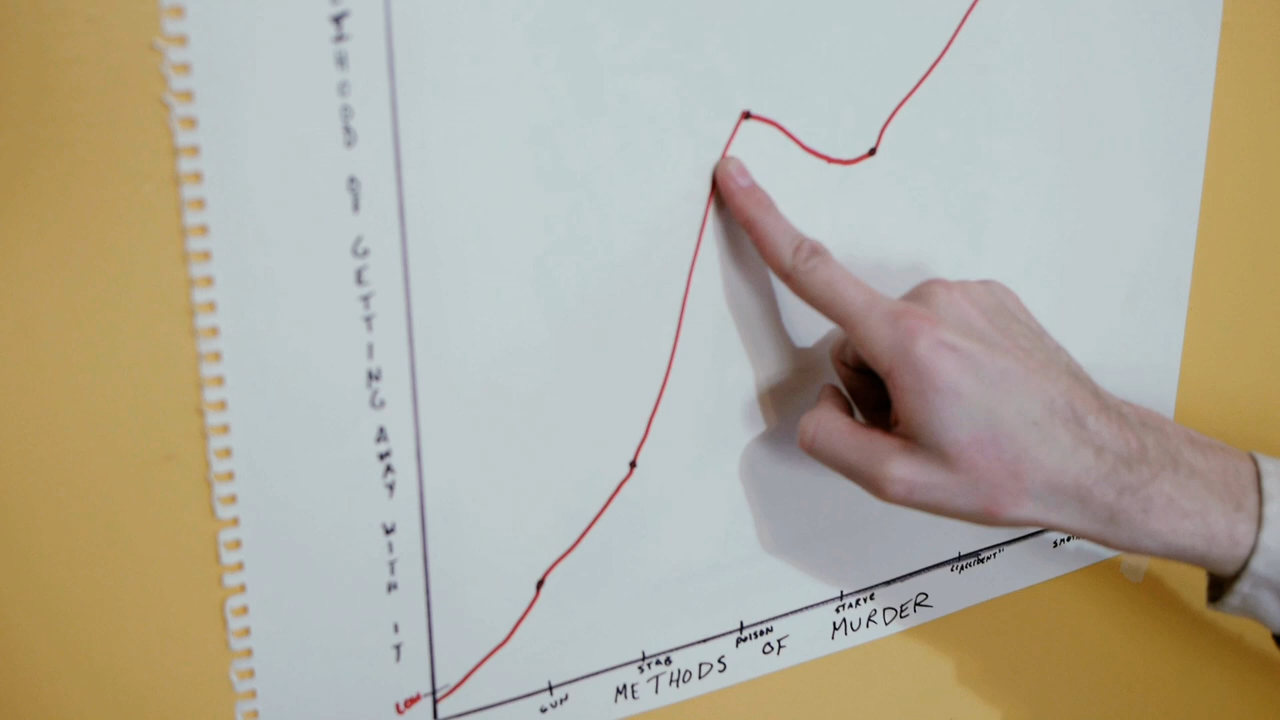 OF GETTING AWAY WITH IT
LOW
GUN
STAB
POISON
STARVE
"ACCIDENT"
METHODS OF MURDER